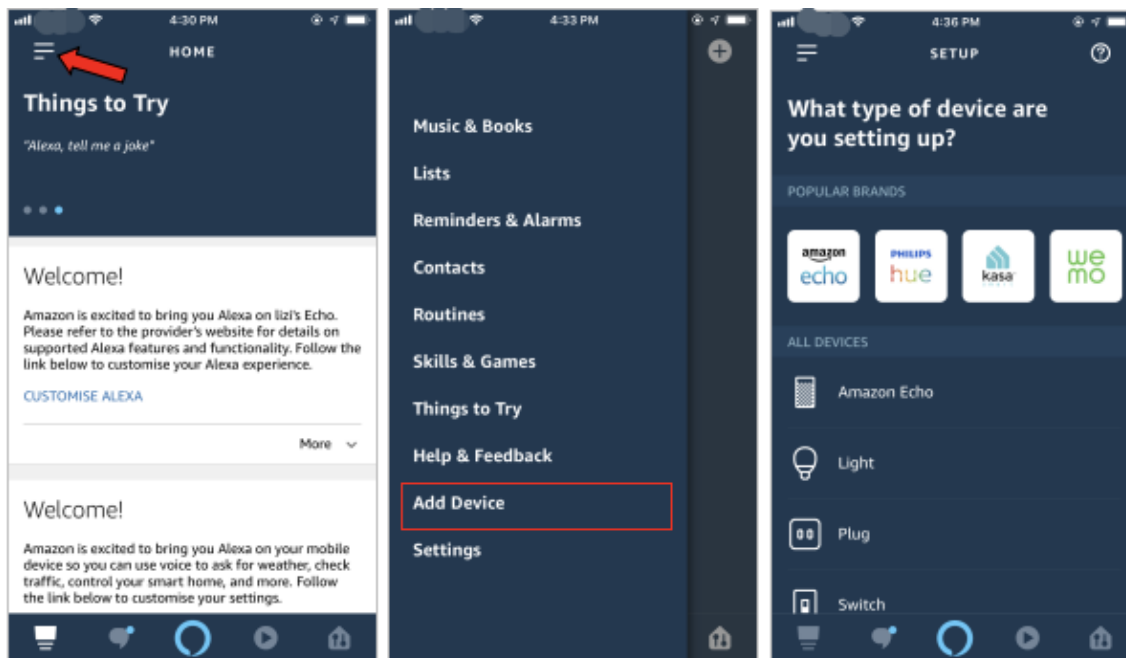 4:30 PM
HOME
Things to Try
"Alexa, tell me a joke"
Welcome!
Amazon is excited to bring you Alexa on lizi's Echo.
Please refer to the provider's website for details on
supported Alexa features and functionality. Follow the
link below to customise your Alexa experience.
CUSTOMISE ALEXA
More
Welcome!
Amazon is excited to bring you Alexa on your mobile
device so you can use voice to ask for weather, check
traffic, control your smart home, and more. Follow
the link below to customise your settings.
4:33 PM
Music & Books
Lists
Reminders & Alarms
Contacts
Routines
Skills & Games
Things to Try
Help & Feedback
Add Device
Settings
4:36 PM
SETUP
What type of device are
you setting up?
POPULAR BRANDS
amazon
echo
PHILIPS
hue
kasa
smart
we
mo
ALL DEVICES
Amazon Echo
Light
Plug
Switch